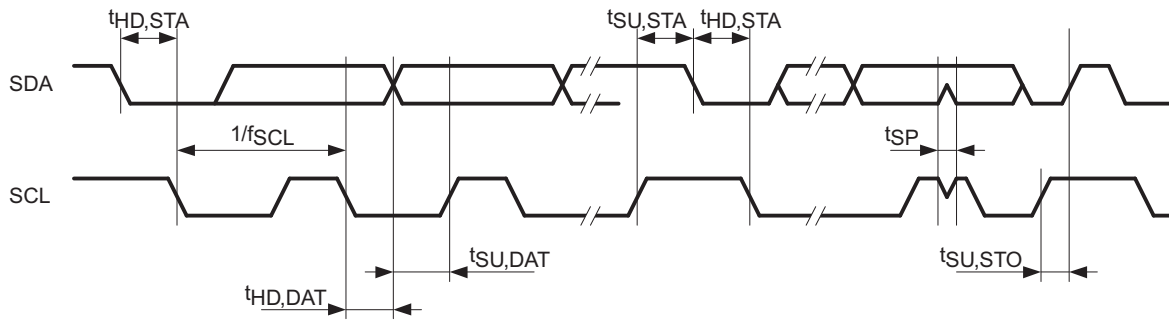 tHD,STA
tSU,STA
tHD,STA
SDA
1/fSCL
tSP
SCL
tSU,DAT
tSU,STO
tHD,DAT